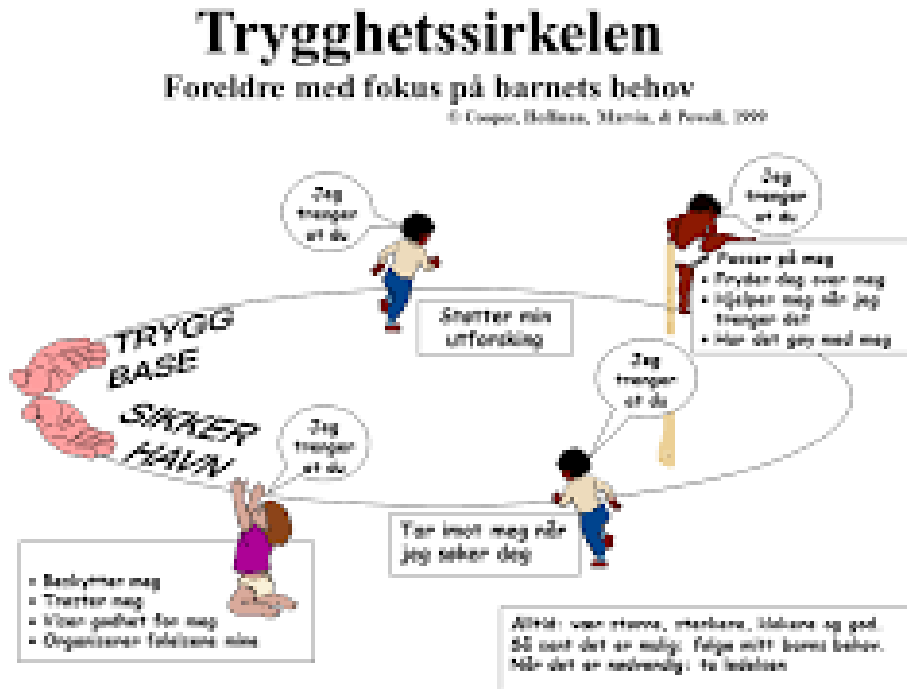 Trygghetssirkelen
Foreldre med fokus på barnets behov
© Cooper, Hoffman, Marvin, & Powell, 1999
Jeg
trenger
at du
Jeg
trenger
at du
Passer på meg
• Fryder deg over meg
• Hjelper meg når jeg
trenger det
• Har det gøy med meg
Støtter min
utforsking
TRYGG
BASE
Jeg
trenger
at du
SIKKER
HAVN
Jeg
trenger
at du
Tar imot meg når
jeg søker deg
• Beskytter meg
• Trøster meg
• Viser godhet for meg
• Organiserer følelsene mine
Alltid: vær større, sterkere, klokere og god.
Så sant det er mulig: følge mitt barns behov.
Når det er nødvendig: ta ledelsen